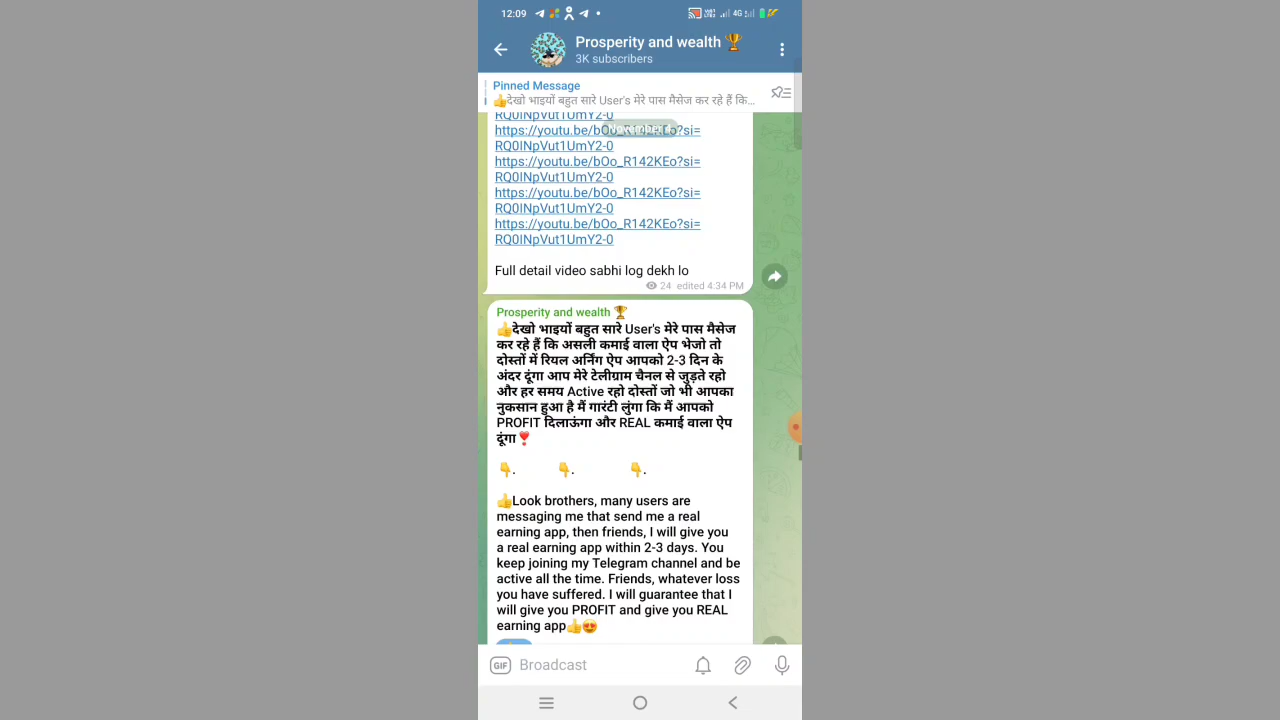 12:09
4G
Prosperity and wealth 🏆
3K subscribers
Pinned Message
👍देखो भाइयों बहुत सारे User's मेरे पास मैसेज कर रहे हैं कि...
RQ0INpVut1UmY2-0
https://youtu.be/bOo_R142KEo?si=
RQ0INpVut1UmY2-0
https://youtu.be/bOo_R142KEo?si=
RQ0INpVut1UmY2-0
https://youtu.be/bOo_R142KEo?si=
RQ0INpVut1UmY2-0
https://youtu.be/bOo_R142KEo?si=
RQ0INpVut1UmY2-0
Full detail video sabhi log dekh lo
24 edited 4:34 PM
Prosperity and wealth 🏆
👍देखो भाइयों बहुत सारे User's मेरे पास मैसेज
कर रहे हैं कि असली कमाई वाला ऐप भेजो तो
दोस्तों में रियल अर्निंग ऐप आपको 2-3 दिन के
अंदर दूंगा आप मेरे टेलीग्राम चैनल से जुड़ते रहो
और हर समय Active रहो दोस्तों जो भी आपका
नुकसान हुआ है मैं गारंटी लुंगा कि मैं आपको
PROFIT दिलाऊंगा और REAL कमाई वाला ऐप
दूंगा❣️
👇. 👇. 👇.
👍Look brothers, many users are
messaging me that send me a real
earning app, then friends, I will give you
a real earning app within 2-3 days. You
keep joining my Telegram channel and be
active all the time. Friends, whatever loss
you have suffered. I will guarantee that I
will give you PROFIT and give you REAL
earning app👍😍
GIF Broadcast